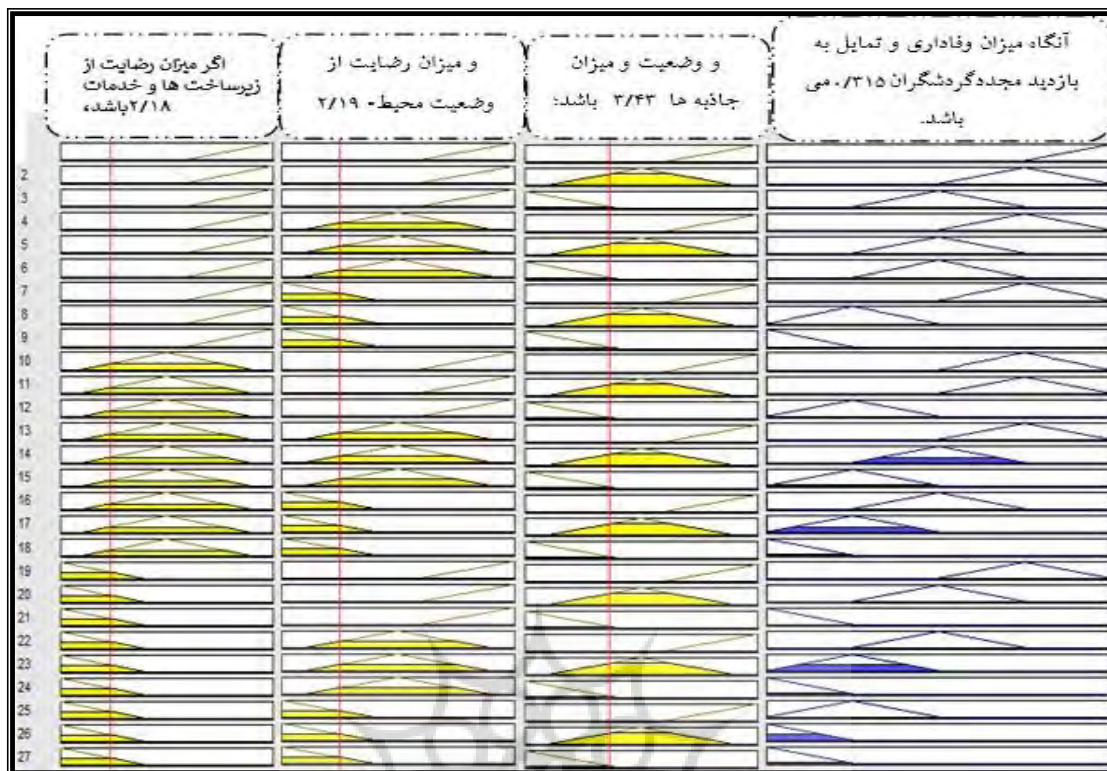 اگر میزان رضایت از
زیرساخت ها و خدمات
۲/۱۸باشد،
و میزان رضایت از
وضعیت محیط- ۲/۱۹
و وضعیت و میزان
جاذبه ها ۳/۴۳ باشد؛
آنگاه میزان وفاداری و تمایل به
بازدید مجددگردشگران ۰/۳۱۵می
باشد.
2
3
4
5
6
7
8
9
10
11
12
13
14
15
16
17
18
19
20
21
22
23
24
25
26
27